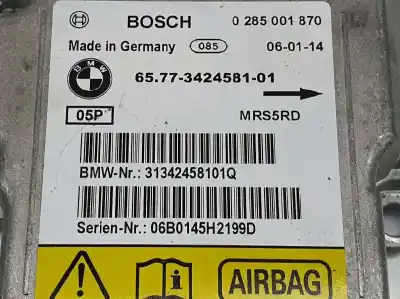 BOSCH 0 285 001 870
Made in Germany 085 06-01-14
BMW 65.77-3424581-01
05P MRS5RD
BMW-Nr.: 31342458101Q
Serien-Nr: 06B0145H2199D
AIRBAG